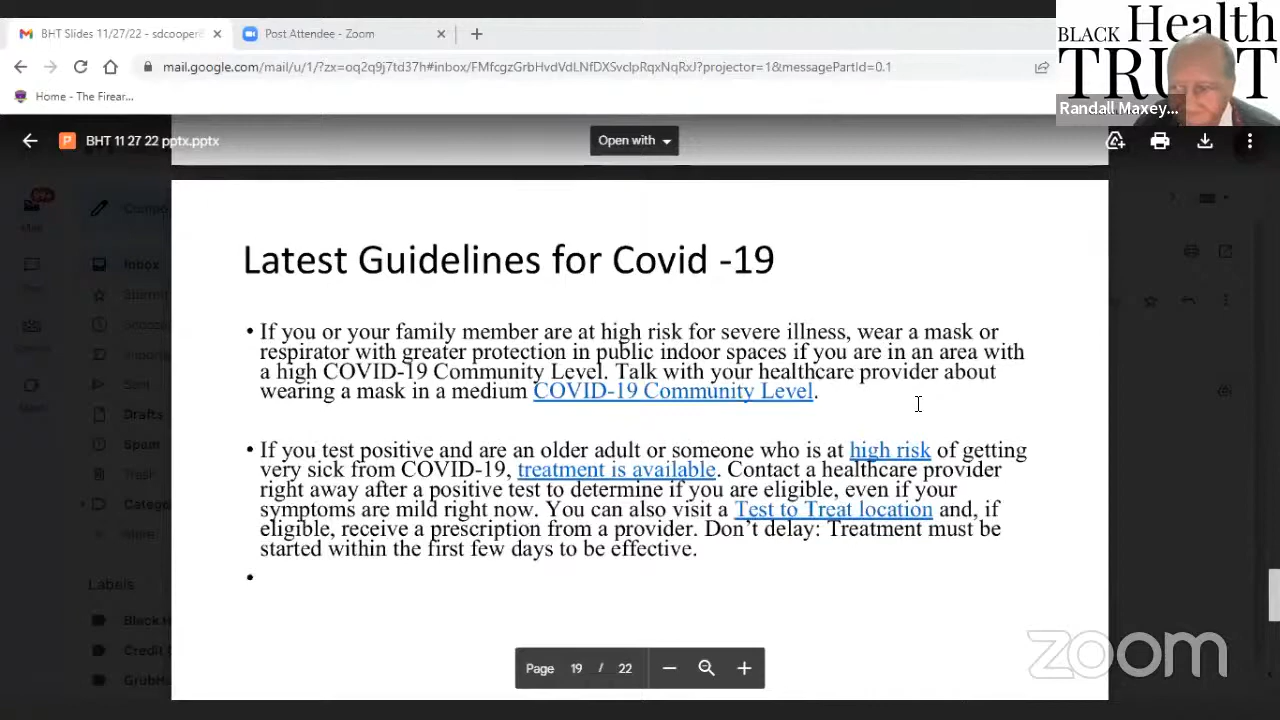 BHT Slides 11/27/22 - sdcooper
Post Attendee - Zoom
mail.google.com/mail/u/1/?zx=oq2q9j7td37h#inbox/FMfcgzGrbHvdVdLNfDXSvclpRqxNqRxJ?projector=1&messagePartId=0.1
Home - The Firear...
BLACK Health
TRUST
Randall Maxey...
BHT 11 27 22 pptx.pptx
Open with
Latest Guidelines for Covid -19
• If you or your family member are at high risk for severe illness, wear a mask or
respirator with greater protection in public indoor spaces if you are in an area with
a high COVID-19 Community Level. Talk with your healthcare provider about
wearing a mask in a medium COVID-19 Community Level.
• If you test positive and are an older adult or someone who is at high risk of getting
very sick from COVID-19, treatment is available. Contact a healthcare provider
right away after a positive test to determine if you are eligible, even if your
symptoms are mild right now. You can also visit a Test to Treat location and, if
eligible, receive a prescription from a provider. Don’t delay: Treatment must be
started within the first few days to be effective.
•
Inbox
Drafts
Spam
Trash
Catego
More
Labels
Black H
Credit
GrubH
Page 19 / 22
zoom